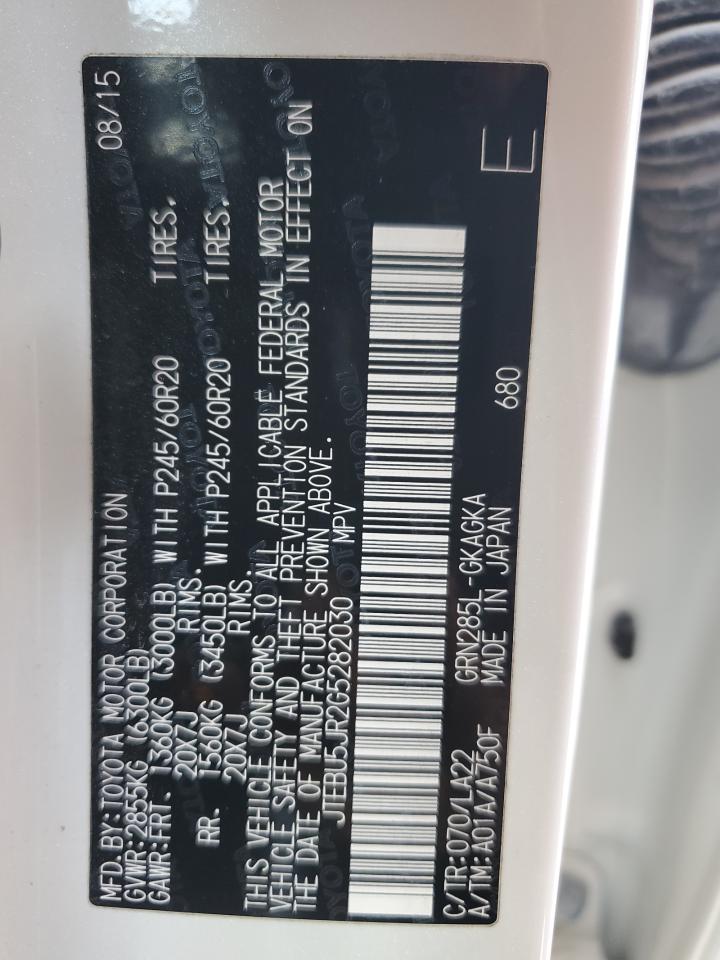 MFD.BY:TOYOTA MOTOR CORPORATION 08/15
GVWR:2855KG (6300LB)
GAWR:FRT 1360KG (3000LB) WITH P245/60R20 TIRES.
20X7J RIMS.
RR. 1560KG (3450LB) WITH P245/60R20 TIRES.
20X7J RIMS.
THIS VEHICLE CONFORMS TO ALL APPLICABLE FEDERAL MOTOR
VEHICLE SAFETY AND THEFT PREVENTION STANDARDS IN EFFECT ON
THE DATE OF MANUFACTURE SHOWN ABOVE.
JTEBU5JR2G5282030 MPV
C/TR:070/LA22 GRN285L-GKAGKA
A/TM:A01A/A750F MADE IN JAPAN 680 E